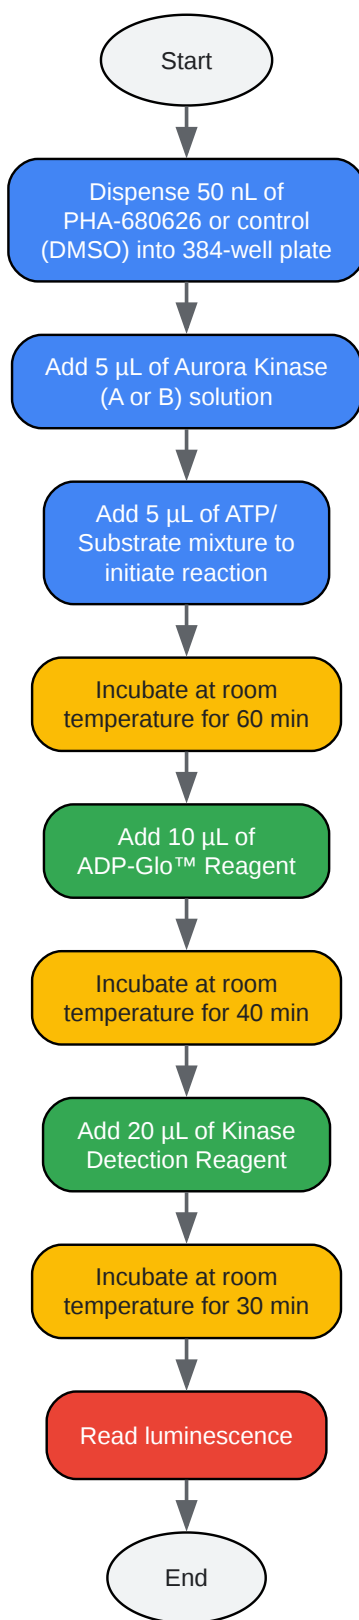 Start
Dispense 50 nL of
PHA-680626 or control
(DMSO) into 384-well plate
Add 5 µL of Aurora Kinase
(A or B) solution
Add 5 µL of ATP/
Substrate mixture to
initiate reaction
Incubate at room
temperature for 60 min
Add 10 µL of
ADP-Glo™ Reagent
Incubate at room
temperature for 40 min
Add 20 µL of Kinase
Detection Reagent
Incubate at room
temperature for 30 min
Read luminescence
End